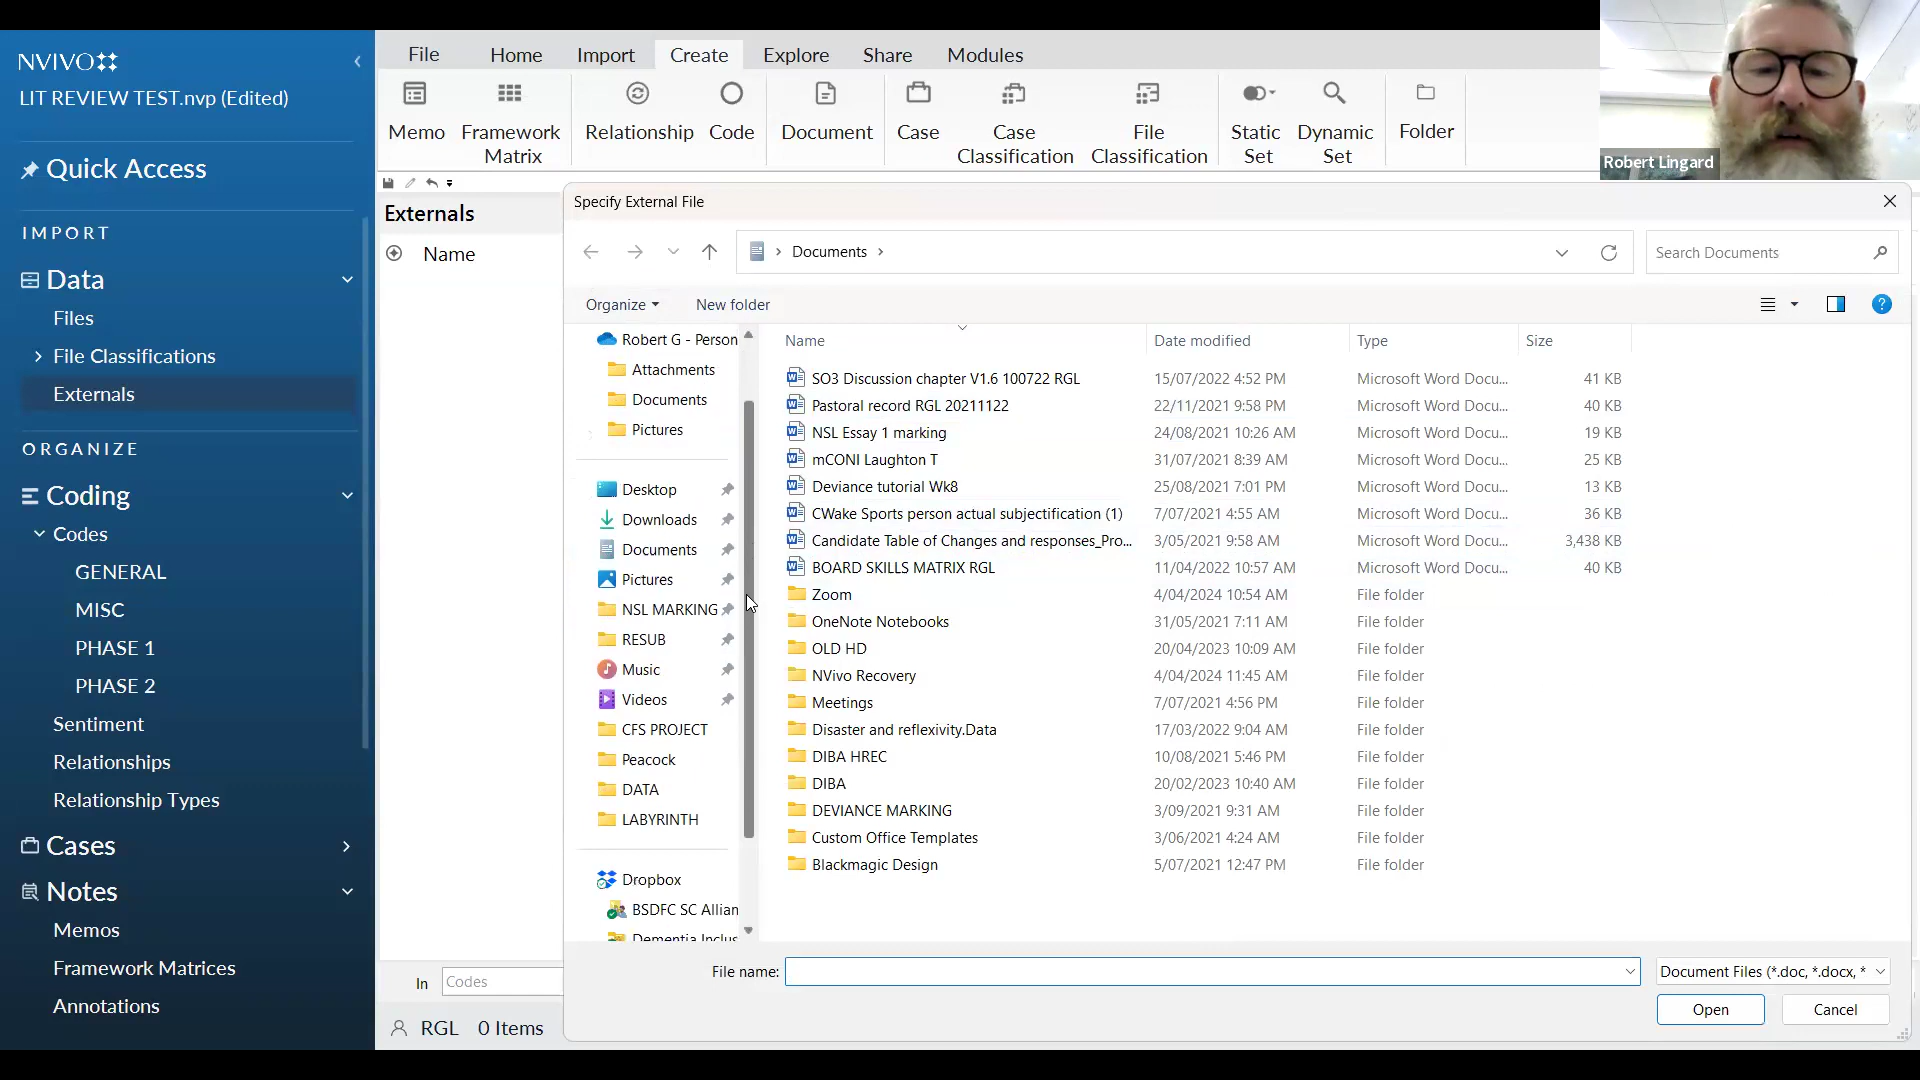 NVIVO
LIT REVIEW TEST.nvp (Edited)
Quick Access
IMPORT
Data
Files
File Classifications
Externals
ORGANIZE
Coding
Codes
GENERAL
MISC
PHASE 1
PHASE 2
Sentiment
Relationships
Relationship Types
Cases
Notes
Memos
Framework Matrices
Annotations
File Home Import Create Explore Share Modules
Memo
Framework
Matrix
Relationship
Code
Document
Case
Case
Classification
File
Classification
Static
Set
Dynamic
Set
Folder
Robert Lingard
Externals
Name
In Codes
RGL 0 Items
Specify External File
Documents
Search Documents
Organize New folder
Robert G - Person
Attachments
Documents
Pictures
Desktop
Downloads
Documents
Pictures
NSL MARKING
RESUB
Music
Videos
CFS PROJECT
Peacock
DATA
LABYRINTH
Dropbox
BSDFC SC Allian
Dementia Inclus
Name Date modified Type Size
SO3 Discussion chapter V1.6 100722 RGL 15/07/2022 4:52 PM Microsoft Word Docu... 41 KB
Pastoral record RGL 20211122 22/11/2021 9:58 PM Microsoft Word Docu... 40 KB
NSL Essay 1 marking 24/08/2021 10:26 AM Microsoft Word Docu... 19 KB
mCONI Laughton T 31/07/2021 8:39 AM Microsoft Word Docu... 25 KB
Deviance tutorial Wk8 25/08/2021 7:01 PM Microsoft Word Docu... 13 KB
CWake Sports person actual subjectification (1) 7/07/2021 4:55 AM Microsoft Word Docu... 36 KB
Candidate Table of Changes and responses_Pro... 3/05/2021 9:58 AM Microsoft Word Docu... 3,438 KB
BOARD SKILLS MATRIX RGL 11/04/2022 10:57 AM Microsoft Word Docu... 40 KB
Zoom 4/04/2024 10:54 AM File folder
OneNote Notebooks 31/05/2021 7:11 AM File folder
OLD HD 20/04/2023 10:09 AM File folder
NVivo Recovery 4/04/2024 11:45 AM File folder
Meetings 7/07/2021 4:56 PM File folder
Disaster and reflexivity.Data 17/03/2022 9:04 AM File folder
DIBA HREC 10/08/2021 5:46 PM File folder
DIBA 20/02/2023 10:40 AM File folder
DEVIANCE MARKING 3/09/2021 9:31 AM File folder
Custom Office Templates 3/06/2021 4:24 AM File folder
Blackmagic Design 5/07/2021 12:47 PM File folder
File name:
Document Files (*.doc, *.docx, *
Open Cancel